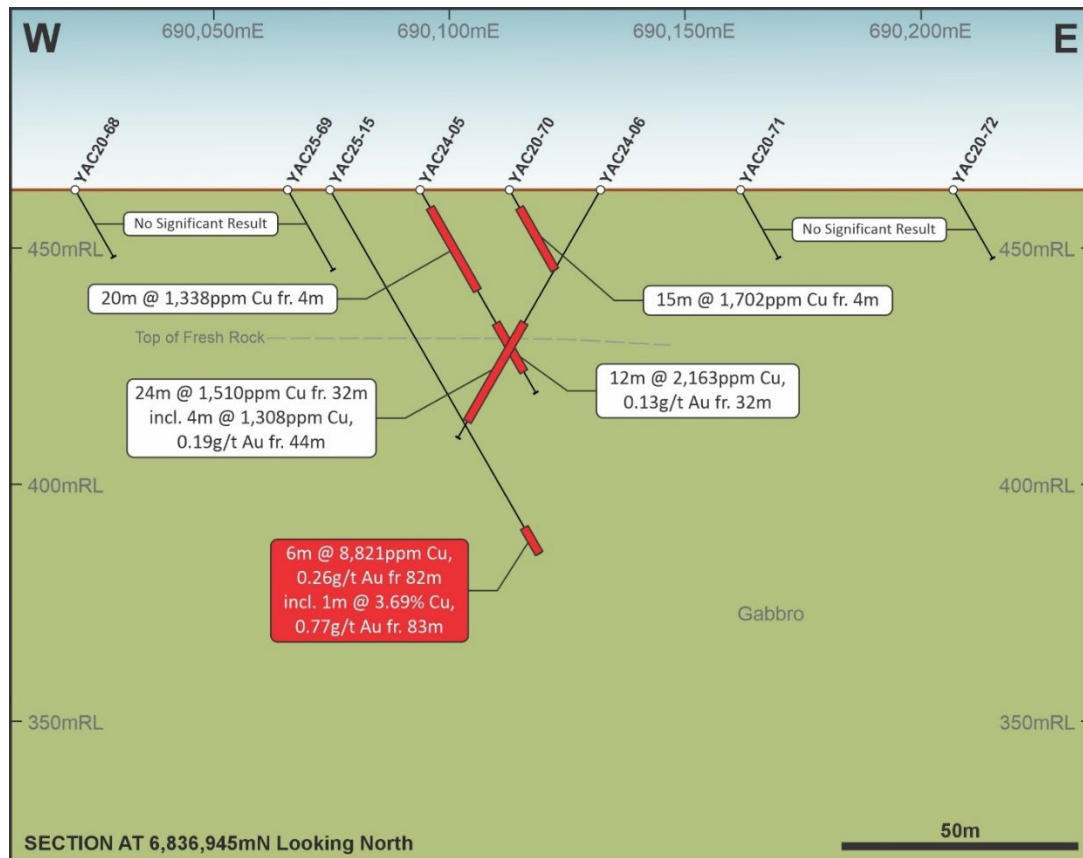 W
690,050mE
690,100mE
690,150mE
690,200mE
E
YAC20-68
YAC25-69
YAC25-15
YAC24-05
YAC20-70
YAC24-06
YAC20-71
YAC20-72
No Significant Result
No Significant Result
450mRL
450mRL
20m @ 1,338ppm Cu fr. 4m
15m @ 1,702ppm Cu fr. 4m
Top of Fresh Rock
24m @ 1,510ppm Cu fr. 32m
incl. 4m @ 1,308ppm Cu,
0.19g/t Au fr. 44m
12m @ 2,163ppm Cu,
0.13g/t Au fr. 32m
400mRL
400mRL
6m @ 8,821ppm Cu,
0.26g/t Au fr 82m
incl. 1m @ 3.69% Cu,
0.77g/t Au fr. 83m
Gabbro
350mRL
350mRL
SECTION AT 6,836,945mN Looking North
50m